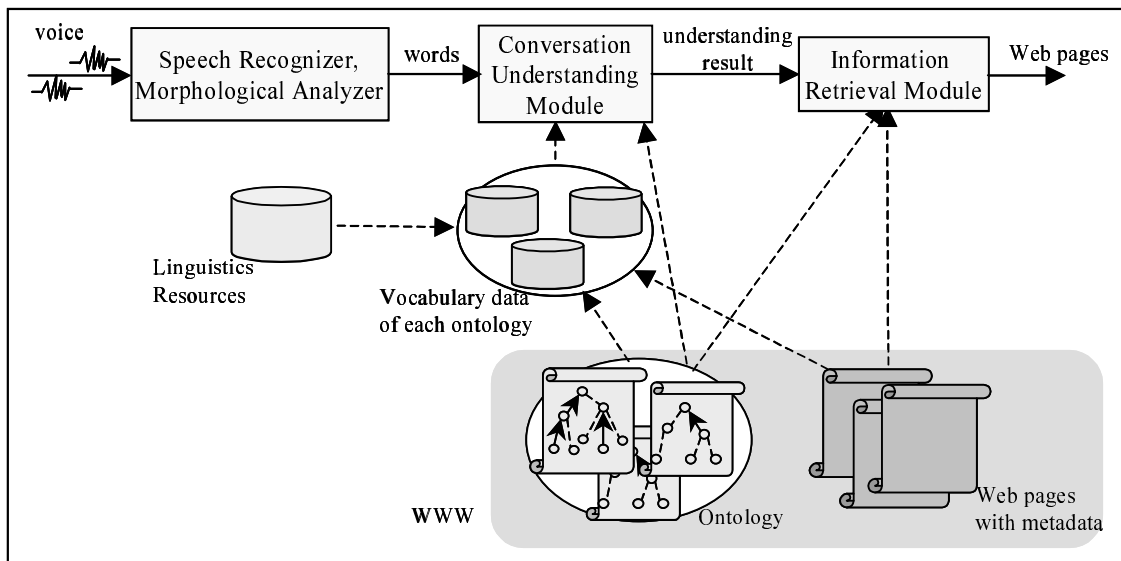 voice
Speech Recognizer,
Morphological Analyzer
words
Conversation
Understanding
Module
understanding
result
Information
Retrieval Module
Web pages
Linguistics
Resources
Vocabulary data
of each ontology
WWW
Ontology
Web pages
with metadata